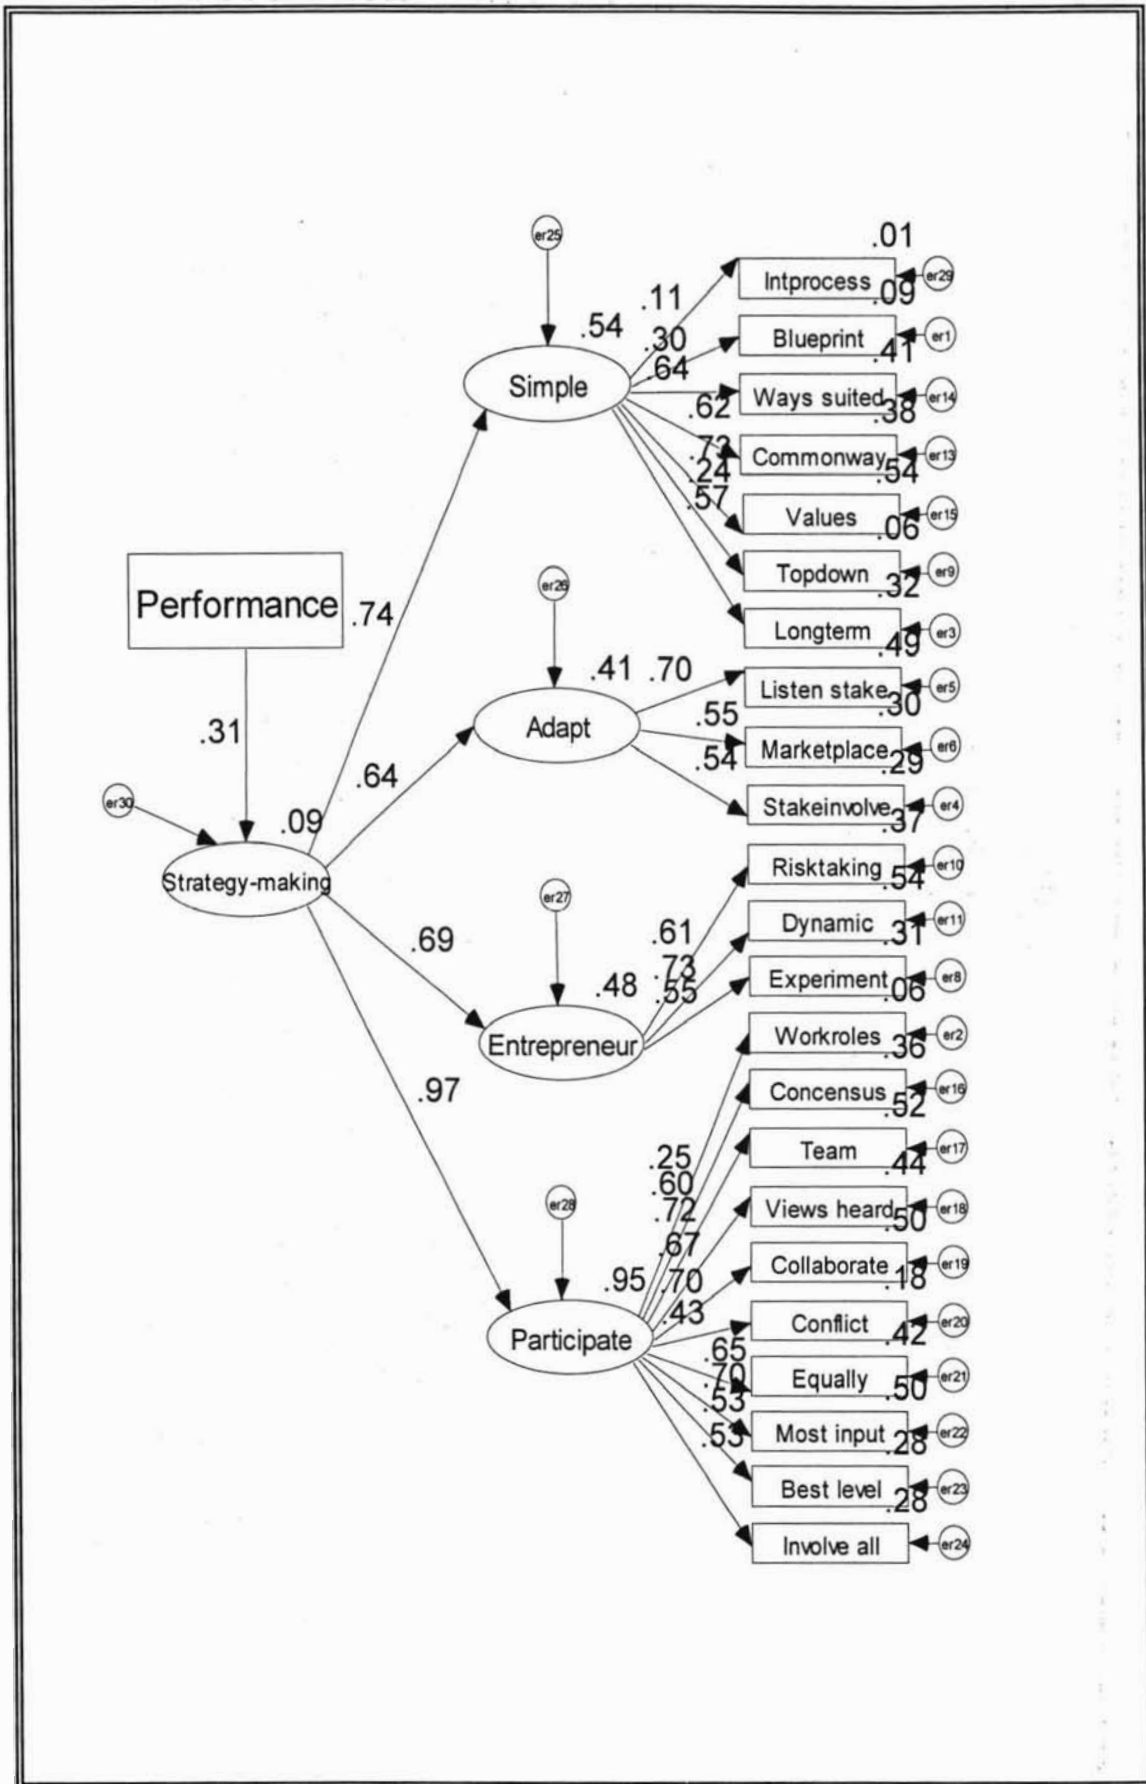 er25
.01
Intprocess
er29
.11
.09
.54
.30
Blueprint
er1
.64
.41
Simple
Ways suited
er14
.62
.38
Commonway
er13
.73
.24
.54
.57
Values
er15
.06
Topdown
er9
er26
.32
Performance
.74
Longterm
er3
.49
.41
.70
Listen stake
er5
.30
.55
.31
Adapt
Marketplace
er6
.54
.29
.64
er30
Stakeinvolve
er4
.09
.37
Risktaking
er10
Strategy-making
er27
.54
Dynamic
er11
.69
.61
.31
.73
.48
.55
Experiment
er8
.06
Entrepreneur
Workroles
er2
.36
.97
Concensus
er16
.52
.25
Team
er17
.44
.60
er28
.72
Views heard
er18
.50
.67
.95
.70
Collaborate
er19
.18
.43
Participate
Conflict
er20
.42
.65
.70
Equally
er21
.50
.53
.53
Most input
er22
.28
Best level
er23
.28
Involve all
er24